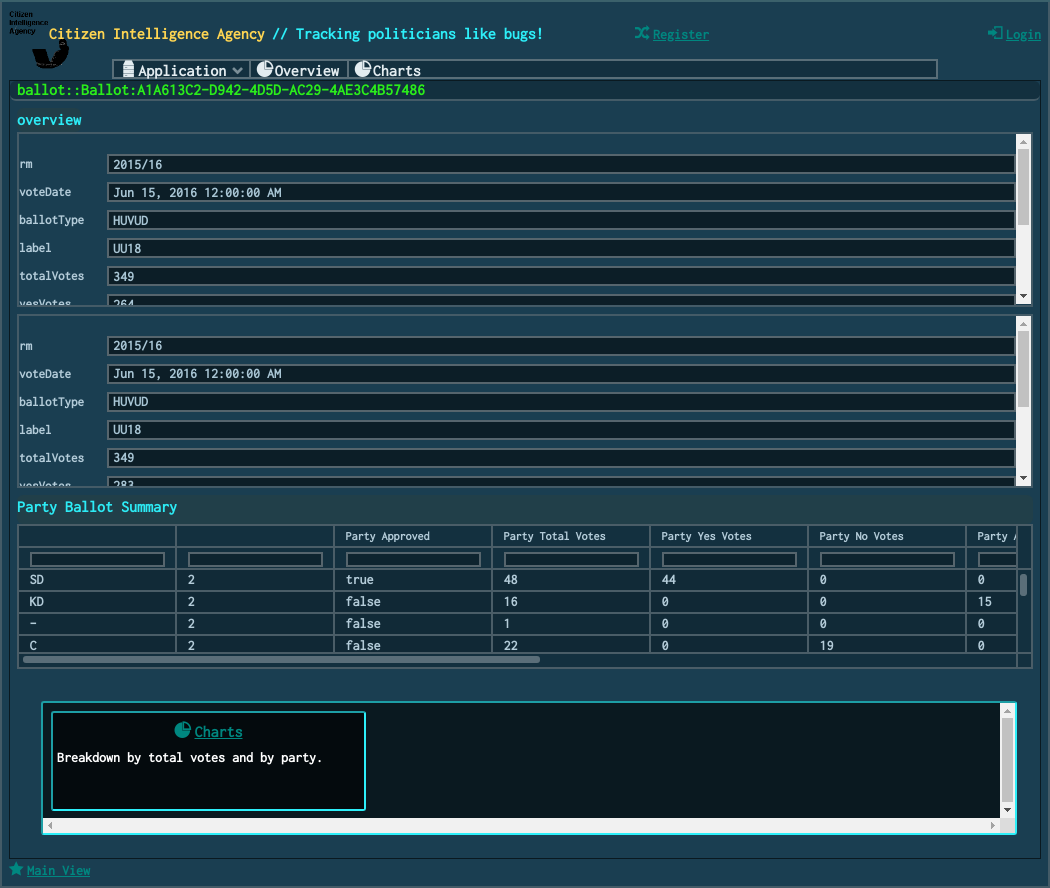 Citizen
Intelligence
Agency
Citizen Intelligence Agency // Tracking politicians like bugs!
Register
Login
Application
Overview
Charts
ballot::Ballot:A1A613C2-D942-4D5D-AC29-4AE3C4B57486
overview
rm 2015/16
voteDate Jun 15, 2016 12:00:00 AM
ballotType HUVUD
label UU18
totalVotes 349
yesVotes 264
rm 2015/16
voteDate Jun 15, 2016 12:00:00 AM
ballotType HUVUD
label UU18
totalVotes 349
yesVotes 283
Party Ballot Summary
Party Approved Party Total Votes Party Yes Votes Party No Votes Party A
SD 2 true 48 44 0 0
KD 2 false 16 0 0 15
- 2 false 1 0 0 0
C 2 false 22 0 19 0
Charts
Breakdown by total votes and by party.
Main View